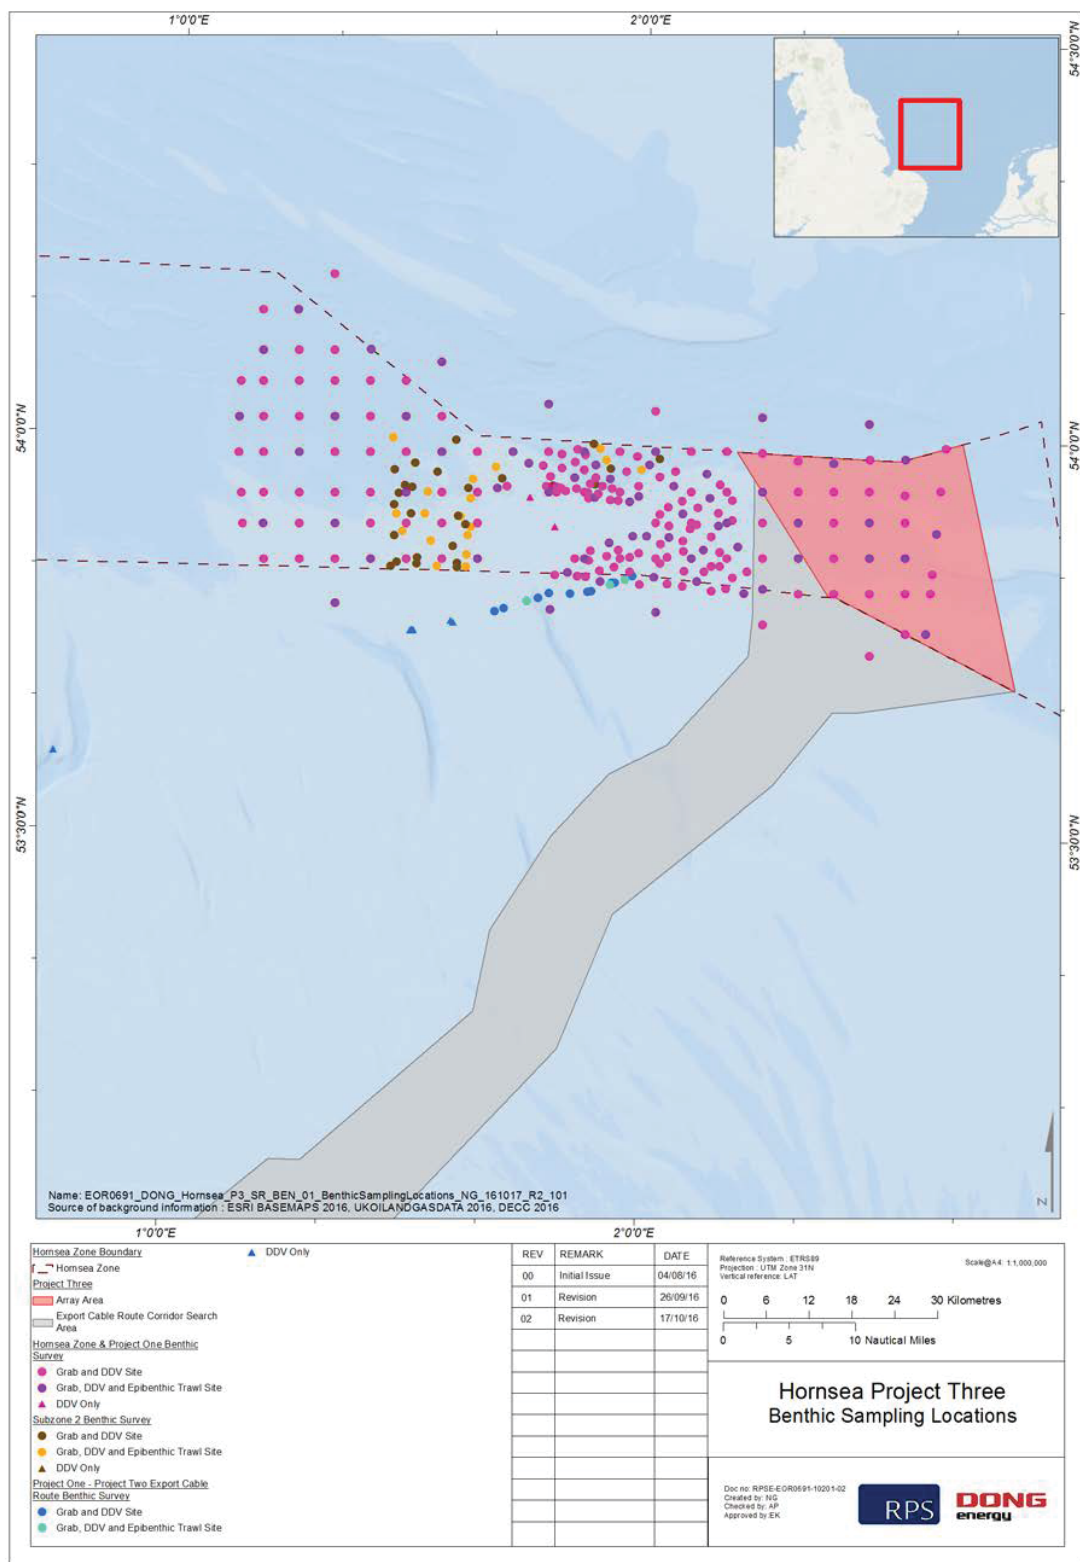 1°0'0"E
2°0'0"E
54°30'0"N
54°0'0"N
54°0'0"N
53°30'0"N
53°30'0"N
Name: EOR0691_DONG_Hornsea_P3_SR_BEN_01_BenthicSamplingLocations_NG_161017_R2_101
Source of background information : ESRI BASEMAPS 2016, UKOILANDGASDATA 2016, DECC 2016
N
1°0'0"E
2°0'0"E
Hornsea Zone Boundary
Hornsea Zone
Project Three
Array Area
Export Cable Route Corridor Search
Area
Hornsea Zone & Project One Benthic
Survey
Grab and DDV Site
Grab, DDV and Epibenthic Trawl Site
DDV Only
Subzone 2 Benthic Survey
Grab and DDV Site
Grab, DDV and Epibenthic Trawl Site
DDV Only
Project One - Project Two Export Cable
Route Benthic Survey
Grab and DDV Site
Grab, DDV and Epibenthic Trawl Site
DDV Only
REV REMARK DATE
00 Initial Issue 04/08/16
01 Revision 26/09/16
02 Revision 17/10/16
Reference System : ETRS89
Projection : UTM Zone 31N
Vertical reference: LAT
Scale@A4: 1:1,000,000
0 6 12 18 24 30 Kilometres
0 5 10 Nautical Miles
Hornsea Project Three
Benthic Sampling Locations
Doc no: RPSE-EOR0691-10201-02
Created by: NG
Checked by: AP
Approved by: EK
RPS
DONG
energy